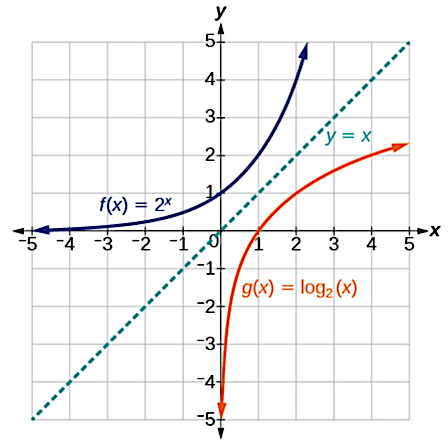 y
5
4
3
y = x
2
f(x) = 2ˣ
1
-5 -4 -3 -2 -1 0 1 2 3 4 5 x
-1
g(x) = log₂(x)
-2
-3
-4
-5